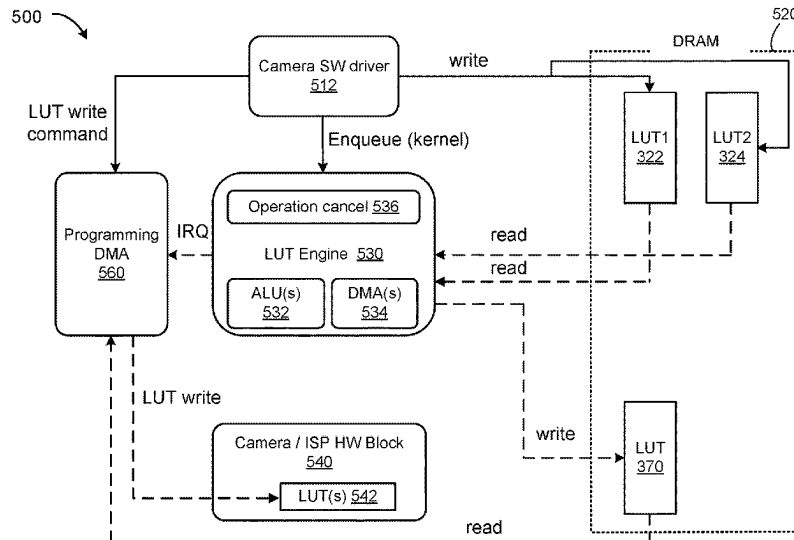 500
520
DRAM
Camera SW driver
512
write
LUT write
command
Enqueue (kernel)
LUT1
322
LUT2
324
Operation cancel 536
Programming
DMA
560
IRQ
LUT Engine 530
read
read
ALU(s)
532
DMA(s)
534
LUT write
Camera / ISP HW Block
540
LUT(s) 542
write
LUT
370
read